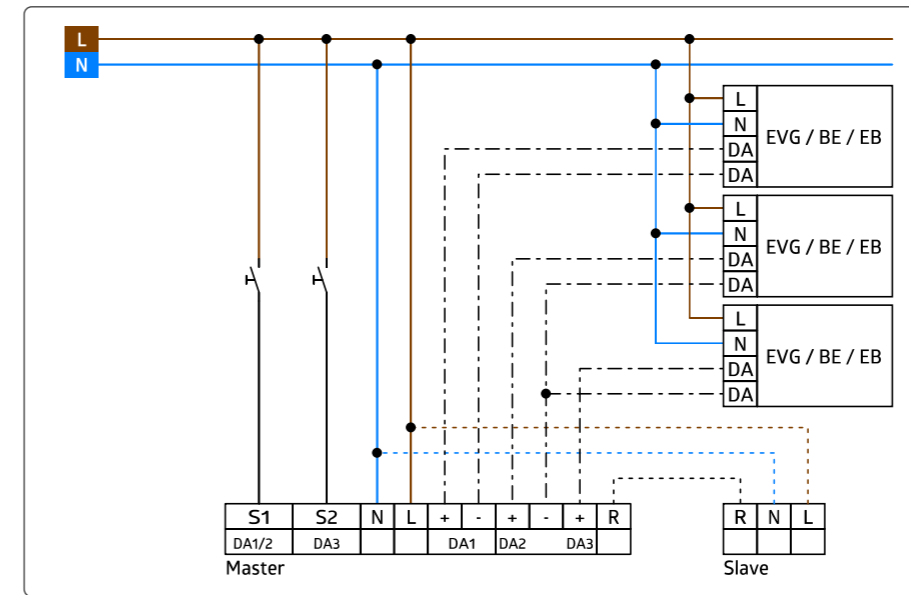 L
N
L
N
DA
DA
EVG / BE / EB
L
N
DA
DA
EVG / BE / EB
L
N
DA
DA
EVG / BE / EB
S1 S2 N L + - + - + R
DA1/2 DA3 DA1 DA2 DA3
Master
R N L
Slave